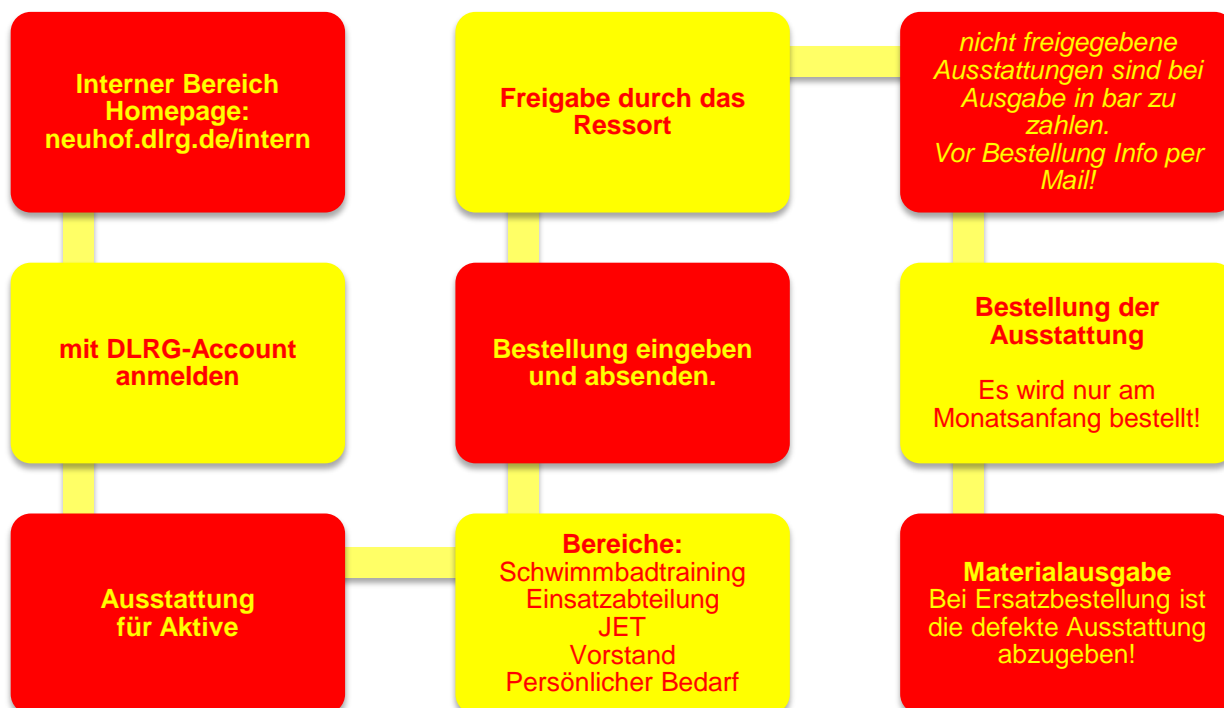 Interner Bereich
Homepage:
neuhof.dlrg.de/intern
mit DLRG-Account
anmelden
Ausstattung
für Aktive
Bereiche:
Schwimmbadtraining
Einsatzabteilung
JET
Vorstand
Persönlicher Bedarf
Bestellung eingeben
und absenden.
Freigabe durch das
Ressort
nicht freigegebene
Ausstattungen sind bei
Ausgabe in bar zu
zahlen.
Vor Bestellung Info per
Mail!
Bestellung der
Ausstattung
Es wird nur am
Monatsanfang bestellt!
Materialausgabe
Bei Ersatzbestellung ist
die defekte Ausstattung
abzugeben!